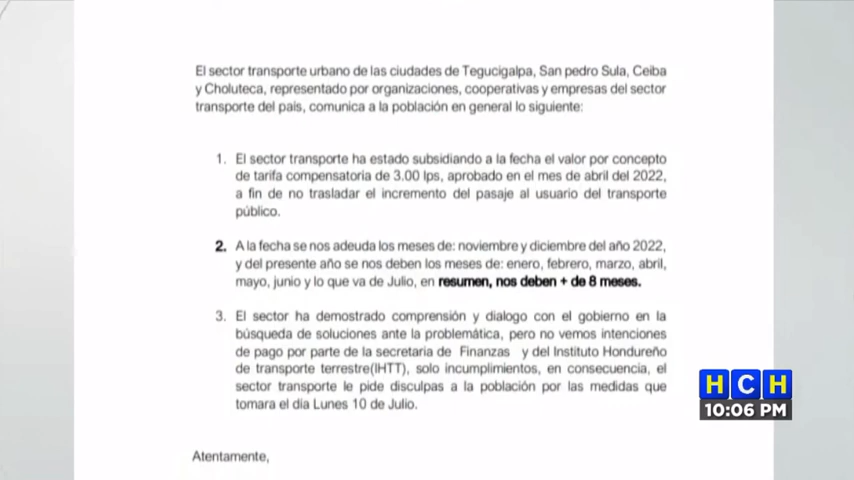 El sector transporte urbano de las ciudades de Tegucigalpa, San pedro Sula, Ceiba
y Choluteca, representado por organizaciones, cooperativas y empresas del sector
transporte del país, comunica a la población en general lo siguiente:
1. El sector transporte ha estado subsidiando a la fecha el valor por concepto
de tarifa compensatoria de 3.00 lps, aprobado en el mes de abril del 2022,
a fin de no trasladar el incremento del pasaje al usuario del transporte
público.
2. A la fecha se nos adeuda los meses de: noviembre y diciembre del año 2022,
y del presente año se nos deben los meses de: enero, febrero, marzo, abril,
mayo, junio y lo que va de Julio, en resumen, nos deben + de 8 meses.
3. El sector ha demostrado comprensión y dialogo con el gobierno en la
búsqueda de soluciones ante la problemática, pero no vemos intenciones
de pago por parte de la secretaria de Finanzas y del Instituto Hondureño
de transporte terrestre(IHTT), solo incumplimientos, en consecuencia, el
sector transporte le pide disculpas a la población por las medidas que
tomara el día Lunes 10 de Julio.
HCH
10:06 PM
Atentamente,